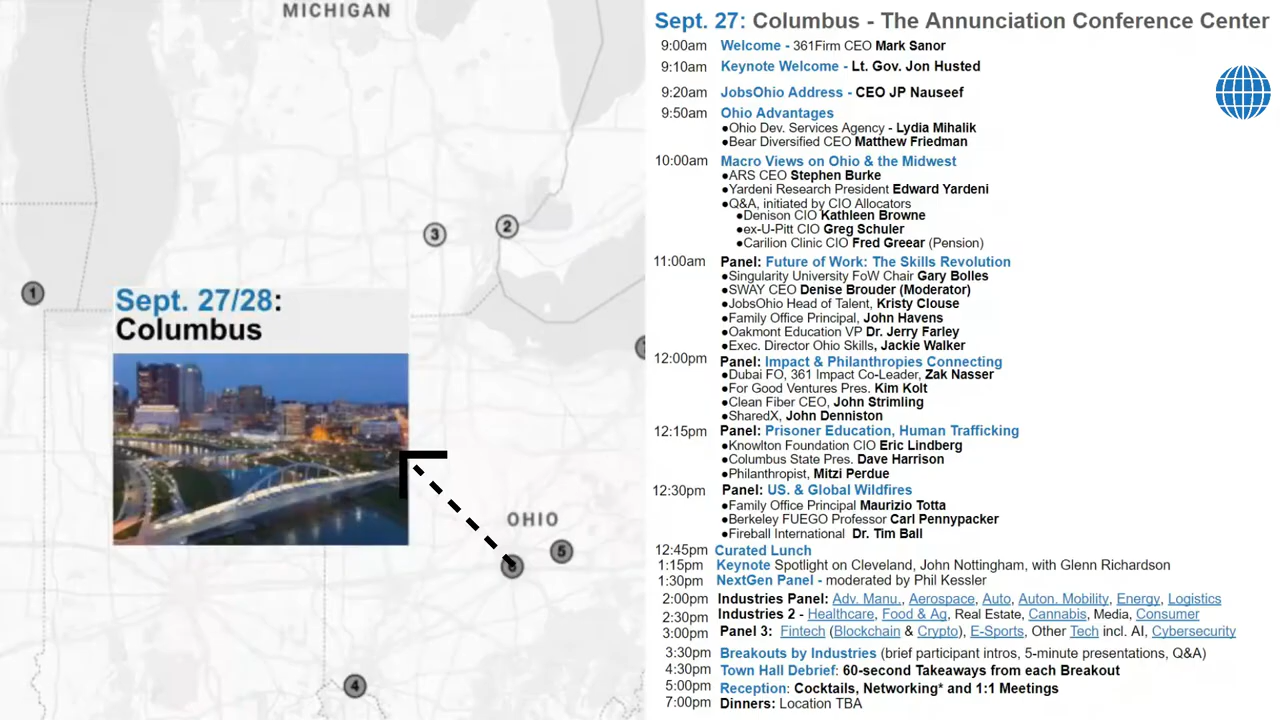 MICHIGAN
1
2
3
Sept. 27/28:
Columbus
OHIO
5
4
Sept. 27: Columbus - The Annunciation Conference Center
9:00am Welcome - 361Firm CEO Mark Sanor
9:10am Keynote Welcome - Lt. Gov. Jon Husted
9:20am JobsOhio Address - CEO JP Nauseef
9:50am Ohio Advantages
●Ohio Dev. Services Agency - Lydia Mihalik
●Bear Diversified CEO Matthew Friedman
10:00am Macro Views on Ohio & the Midwest
●ARS CEO Stephen Burke
●Yardeni Research President Edward Yardeni
●Q&A, initiated by CIO Allocators
●Denison CIO Kathleen Browne
●ex-U-Pitt CIO Greg Schuler
●Carilion Clinic CIO Fred Greear (Pension)
11:00am Panel: Future of Work: The Skills Revolution
●Singularity University FoW Chair Gary Bolles
●SWAY CEO Denise Brouder (Moderator)
●JobsOhio Head of Talent, Kristy Clouse
●Family Office Principal, John Havens
●Oakmont Education VP Dr. Jerry Farley
●Exec. Director Ohio Skills, Jackie Walker
12:00pm Panel: Impact & Philanthropies Connecting
●Dubai FO, 361 Impact Co-Leader, Zak Nasser
●For Good Ventures Pres. Kim Kolt
●Clean Fiber CEO, John Strimling
●SharedX, John Denniston
12:15pm Panel: Prisoner Education, Human Trafficking
●Knowlton Foundation CIO Eric Lindberg
●Columbus State Pres. Dave Harrison
●Philanthropist, Mitzi Perdue
12:30pm Panel: US. & Global Wildfires
●Family Office Principal Maurizio Totta
●Berkeley FUEGO Professor Carl Pennypacker
●Fireball International Dr. Tim Ball
12:45pm Curated Lunch
1:15pm Keynote Spotlight on Cleveland, John Nottingham, with Glenn Richardson
1:30pm NextGen Panel - moderated by Phil Kessler
2:00pm Industries Panel: Adv. Manu., Aerospace, Auto, Auton. Mobility, Energy, Logistics
2:30pm Industries 2 - Healthcare, Food & Ag, Real Estate, Cannabis, Media, Consumer
3:00pm Panel 3: Fintech (Blockchain & Crypto), E-Sports, Other Tech incl. AI, Cybersecurity
3:30pm Breakouts by Industries (brief participant intros, 5-minute presentations, Q&A)
4:30pm Town Hall Debrief: 60-second Takeaways from each Breakout
5:00pm Reception: Cocktails, Networking* and 1:1 Meetings
7:00pm Dinners: Location TBA